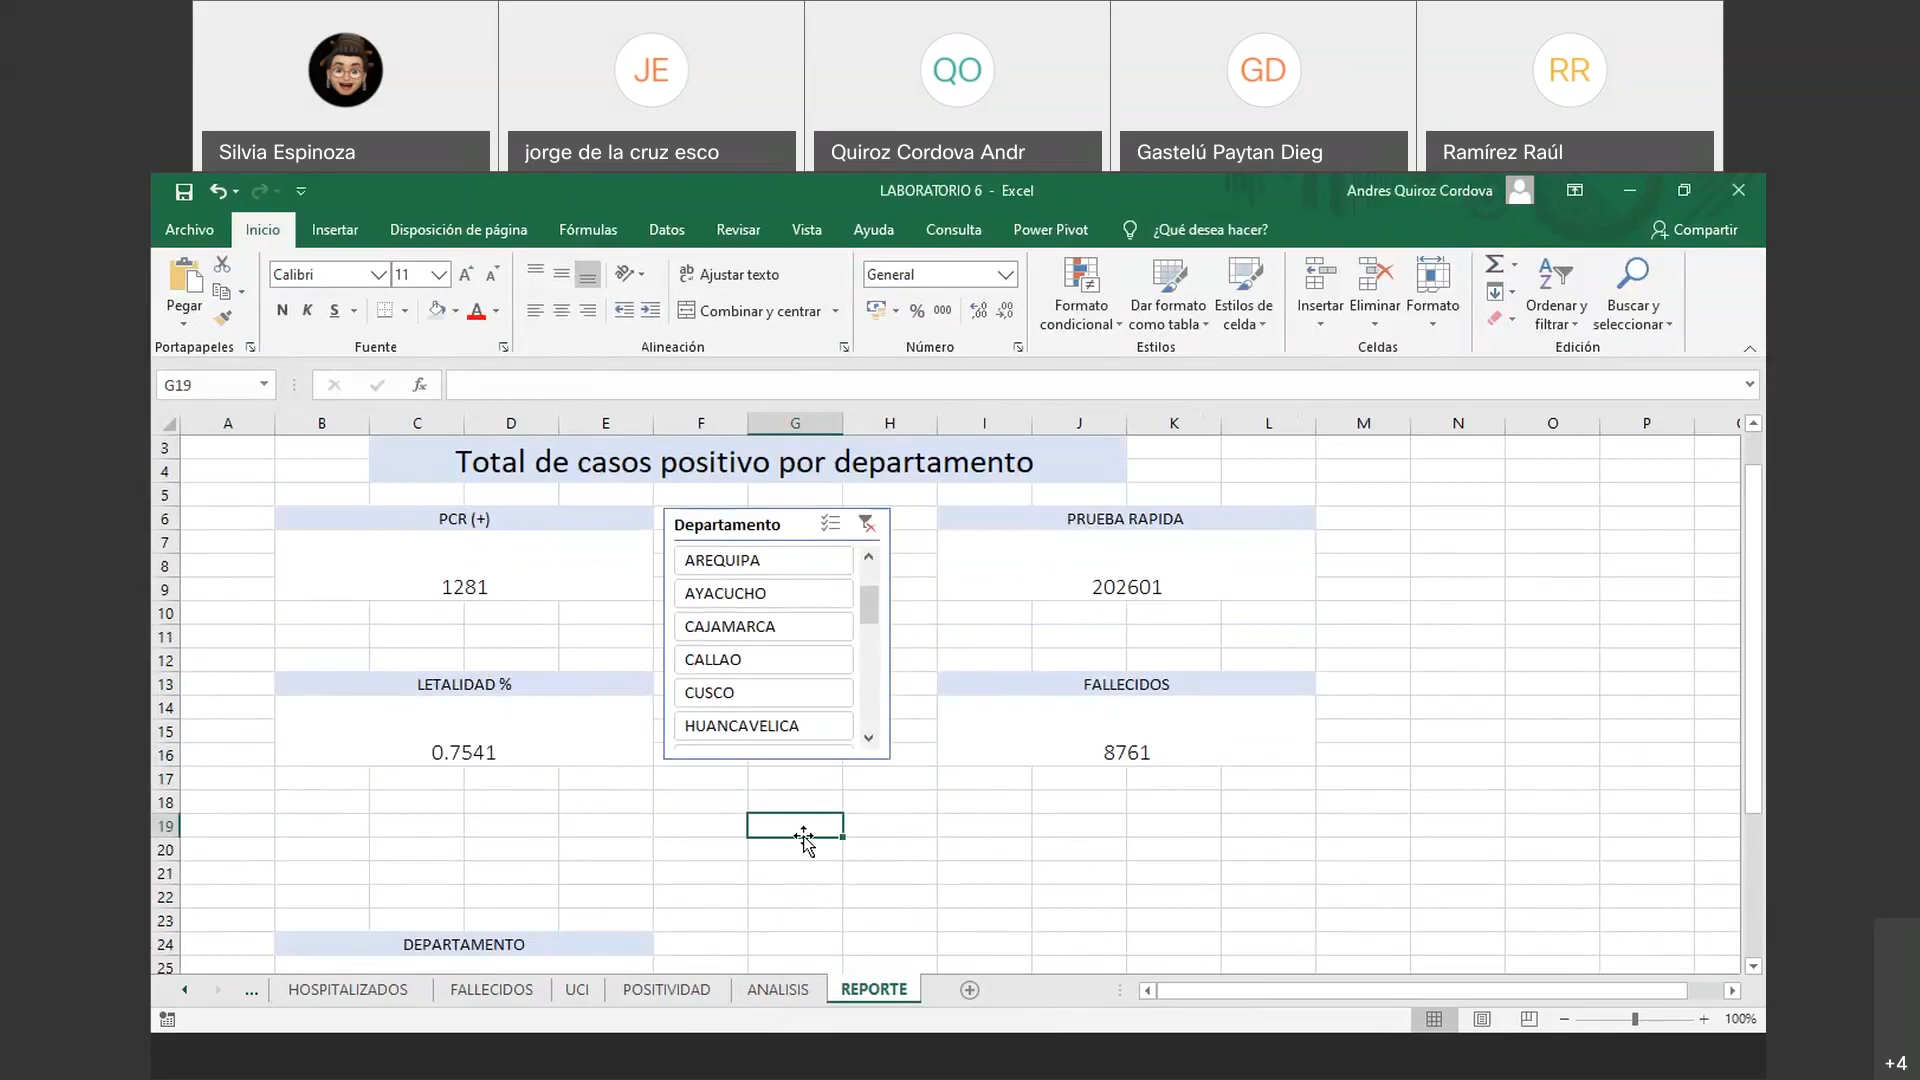 JE
QO
GD
RR
Silvia Espinoza
jorge de la cruz esco
Quiroz Cordova Andr
Gastelú Paytan Dieg
Ramírez Raúl
LABORATORIO 6 - Excel
Andres Quiroz Cordova
Archivo
Inicio
Insertar
Disposición de página
Fórmulas
Datos
Revisar
Vista
Ayuda
Consulta
Power Pivot
¿Qué desea hacer?
Compartir
Pegar
Calibri
11
Ajustar texto
General
N K S
Combinar y centrar
% 000
Formato condicional
Dar formato como tabla
Estilos de celda
Insertar
Eliminar
Formato
Ordenar y filtrar
Buscar y seleccionar
Portapapeles
Fuente
Alineación
Número
Estilos
Celdas
Edición
G19
fx
A B C D E F G H I J K L M N O P
3
4
5
6
7
8
9
10
11
12
13
14
15
16
17
18
19
20
21
22
23
24
25
Total de casos positivo por departamento
PCR (+)
1281
Departamento
AREQUIPA
AYACUCHO
CAJAMARCA
CALLAO
CUSCO
HUANCAVELICA
PRUEBA RAPIDA
202601
LETALIDAD %
0.7541
FALLECIDOS
8761
DEPARTAMENTO
...
HOSPITALIZADOS
FALLECIDOS
UCI
POSITIVIDAD
ANALISIS
REPORTE
100%
+4